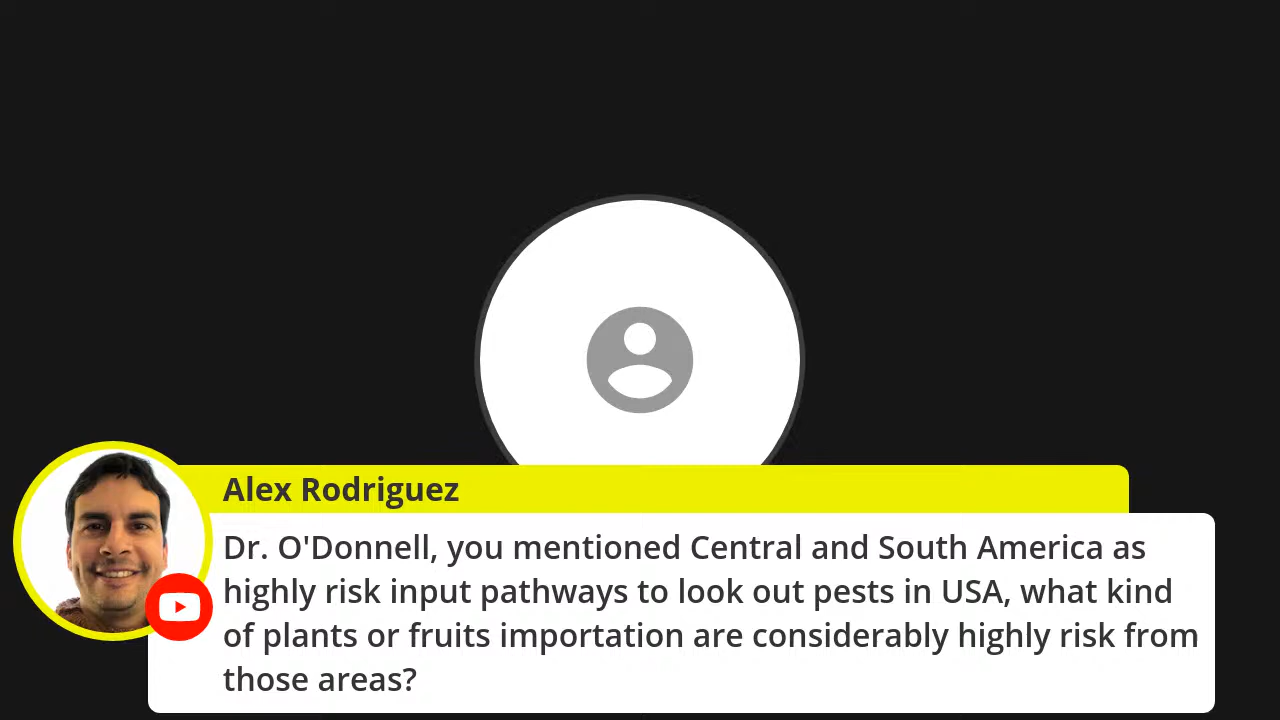 Alex Rodriguez
Dr. O'Donnell, you mentioned Central and South America as
highly risk input pathways to look out pests in USA, what kind
of plants or fruits importation are considerably highly risk from
those areas?